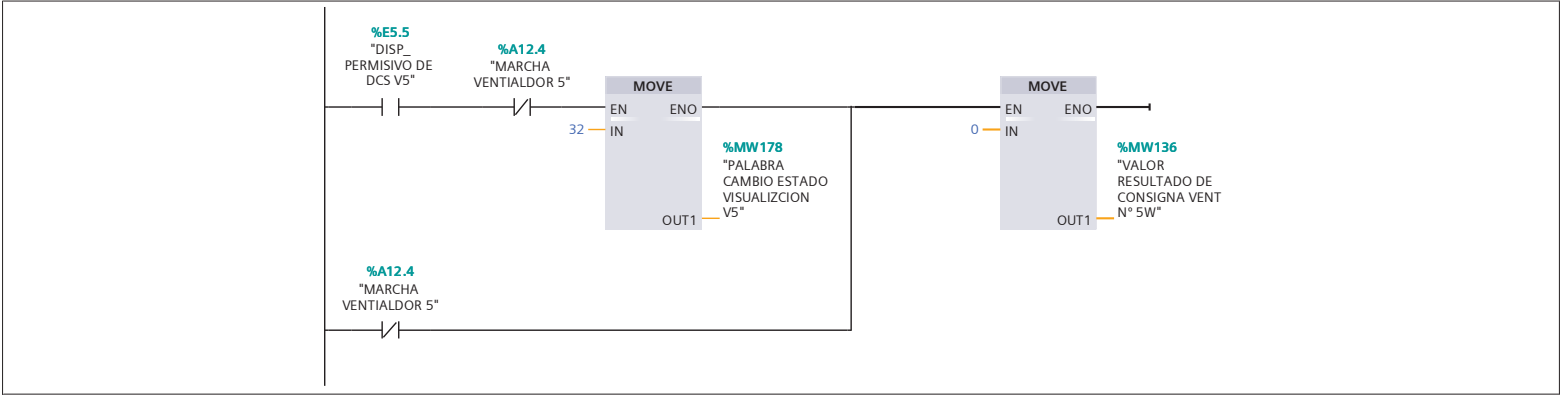 %E5.5
"DISP_
PERMISIVO DE
DCS V5"
%A12.4
"MARCHA
VENTIALDOR 5"
MOVE
EN
ENO
32
IN
%MW178
"PALABRA
CAMBIO ESTADO
VISUALIZCION
V5"
OUT1
MOVE
EN
ENO
0
IN
%MW136
"VALOR
RESULTADO DE
CONSIGNA VENT
N° 5W"
OUT1
%A12.4
"MARCHA
VENTIALDOR 5"